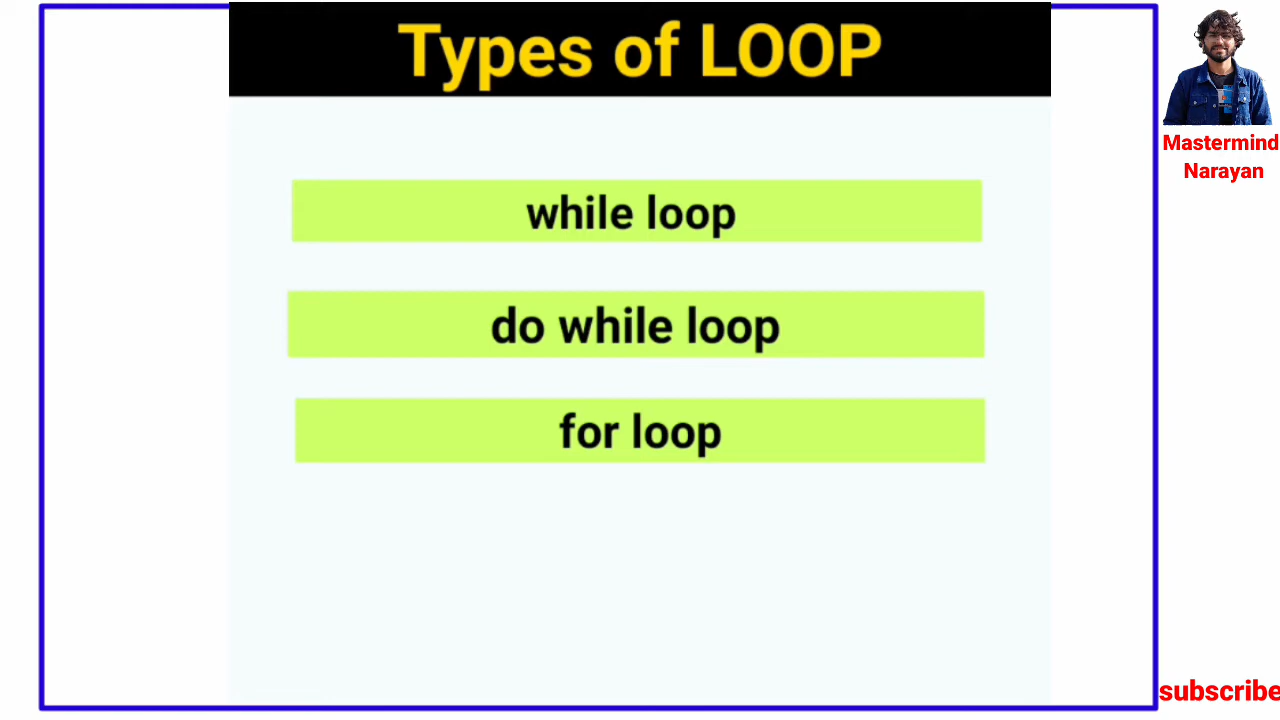 Types of LOOP
while loop
do while loop
for loop
Mastermind
Narayan
subscribe